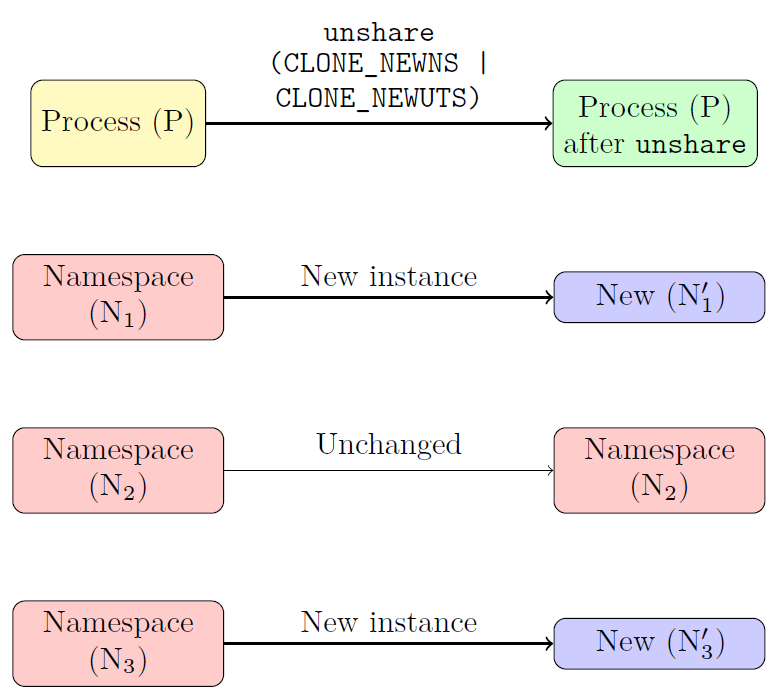 unshare
(CLONE_NEWNS |
CLONE_NEWUTS)
Process (P)
Process (P)
after unshare
Namespace
(N₁)
New instance
New (N′₁)
Namespace
(N₂)
Unchanged
Namespace
(N₂)
Namespace
(N₃)
New instance
New (N′₃)